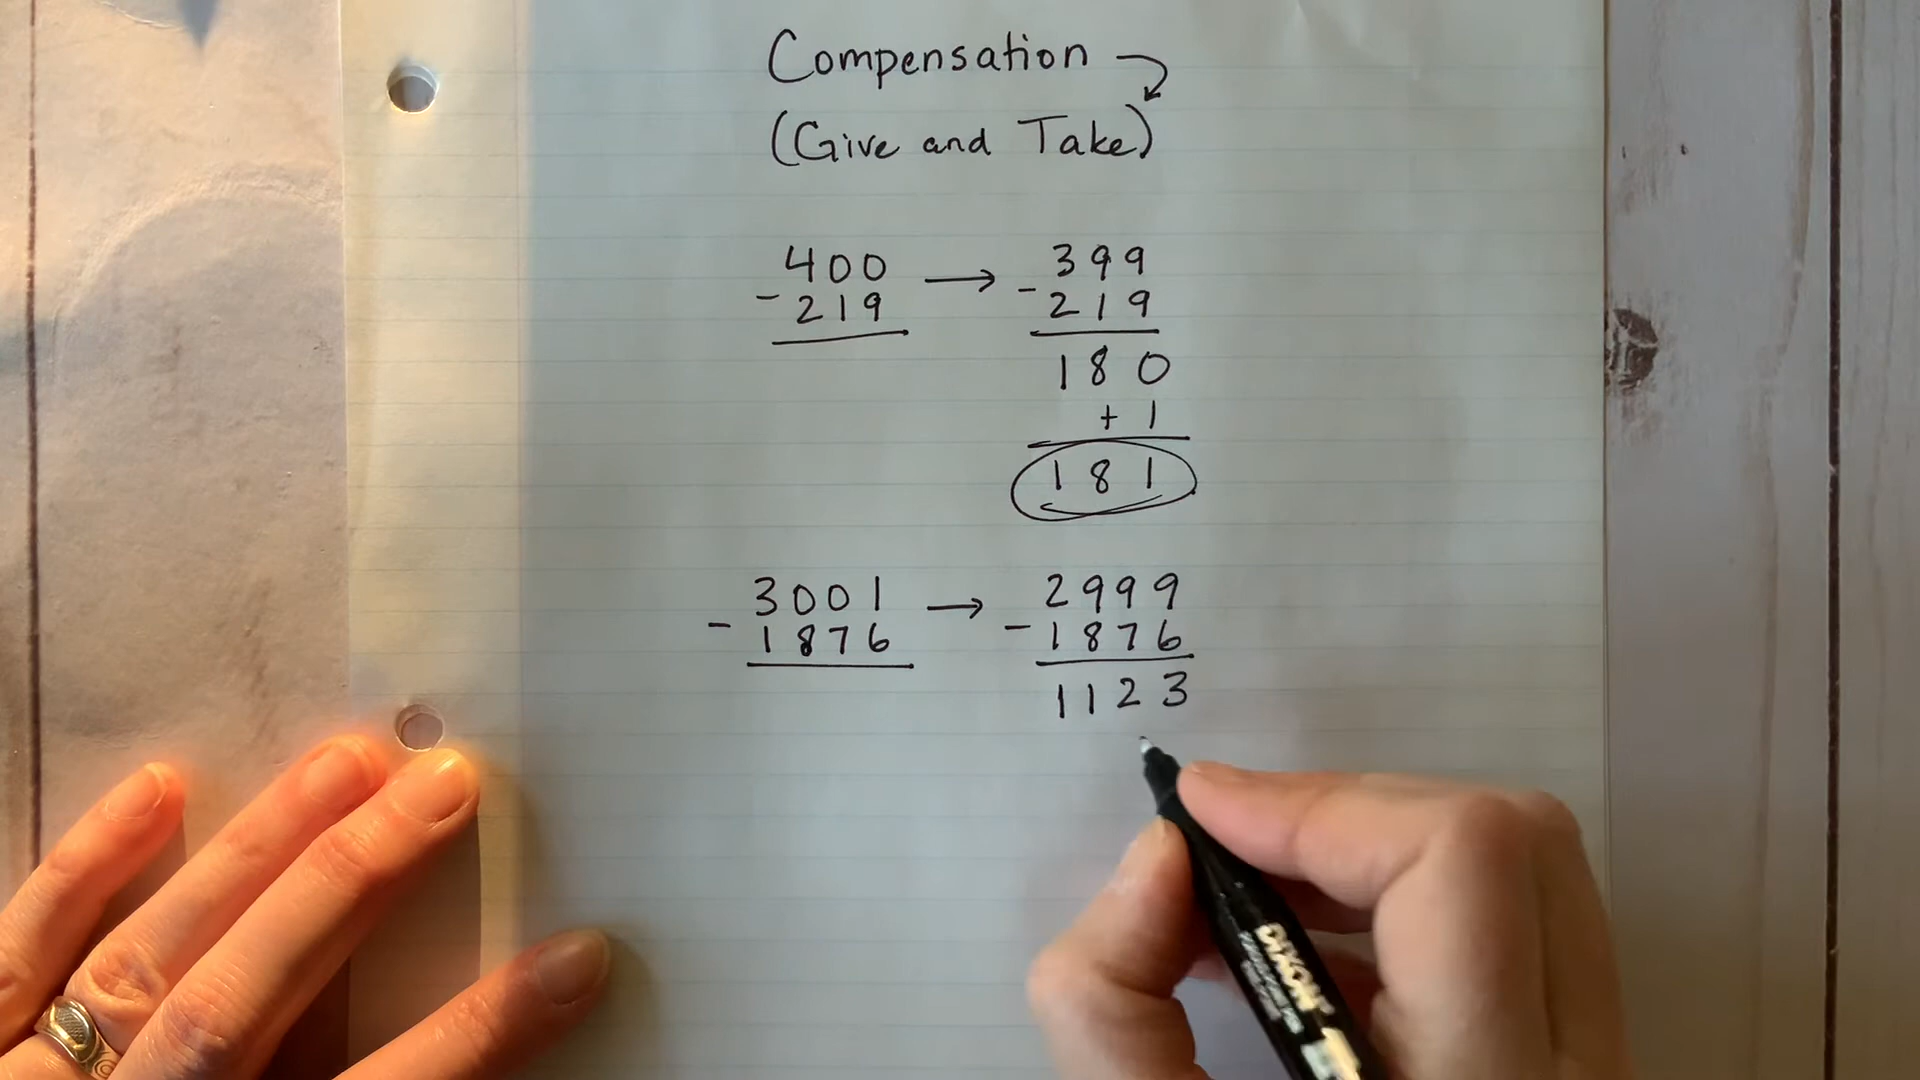 Compensation
(Give and Take)
400 → 399
- 219 - 219
180
+ 1
181
3001 → 2999
- 1876 - 1876
1123
DIXON